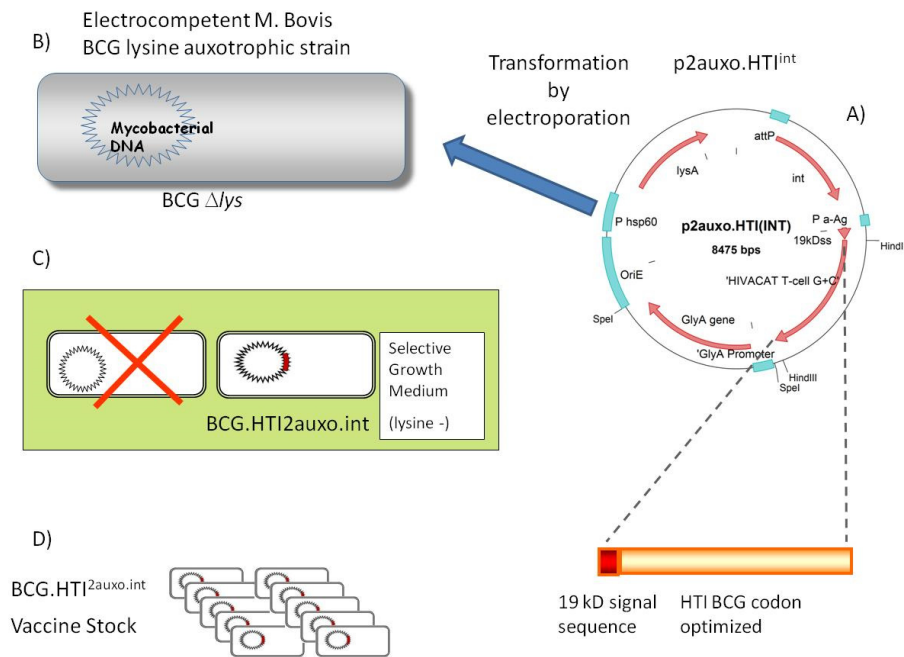 B)
Electrocompetent M. Bovis
BCG lysine auxotrophic strain
Mycobacterial
DNA
BCG Δlys
Transformation
by
electroporation
p2auxo.HTIint
A)
attP
lysA
int
P hsp60
p2auxo.HTI(INT)
8475 bps
P a-Ag
19kDss
HindI
OriE
'HIVACAT T-cell G+C'
SpeI
GlyA gene
'GlyA Promoter
HindIII
SpeI
C)
Selective
Growth
Medium
(lysine -)
BCG.HTI2auxo.int
D)
BCG.HTI2auxo.int
Vaccine Stock
19 kD signal
sequence
HTI BCG codon
optimized